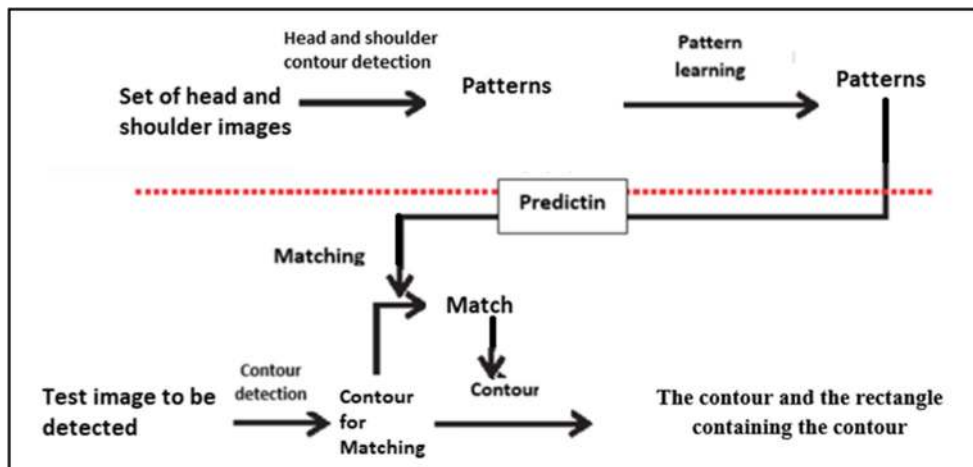 Head and shoulder
contour detection
Pattern
learning
Set of head and
shoulder images
Patterns
Patterns
Predictin
Matching
Match
Contour
detection
Contour
Test image to be
detected
Contour
for
Matching
The contour and the rectangle
containing the contour